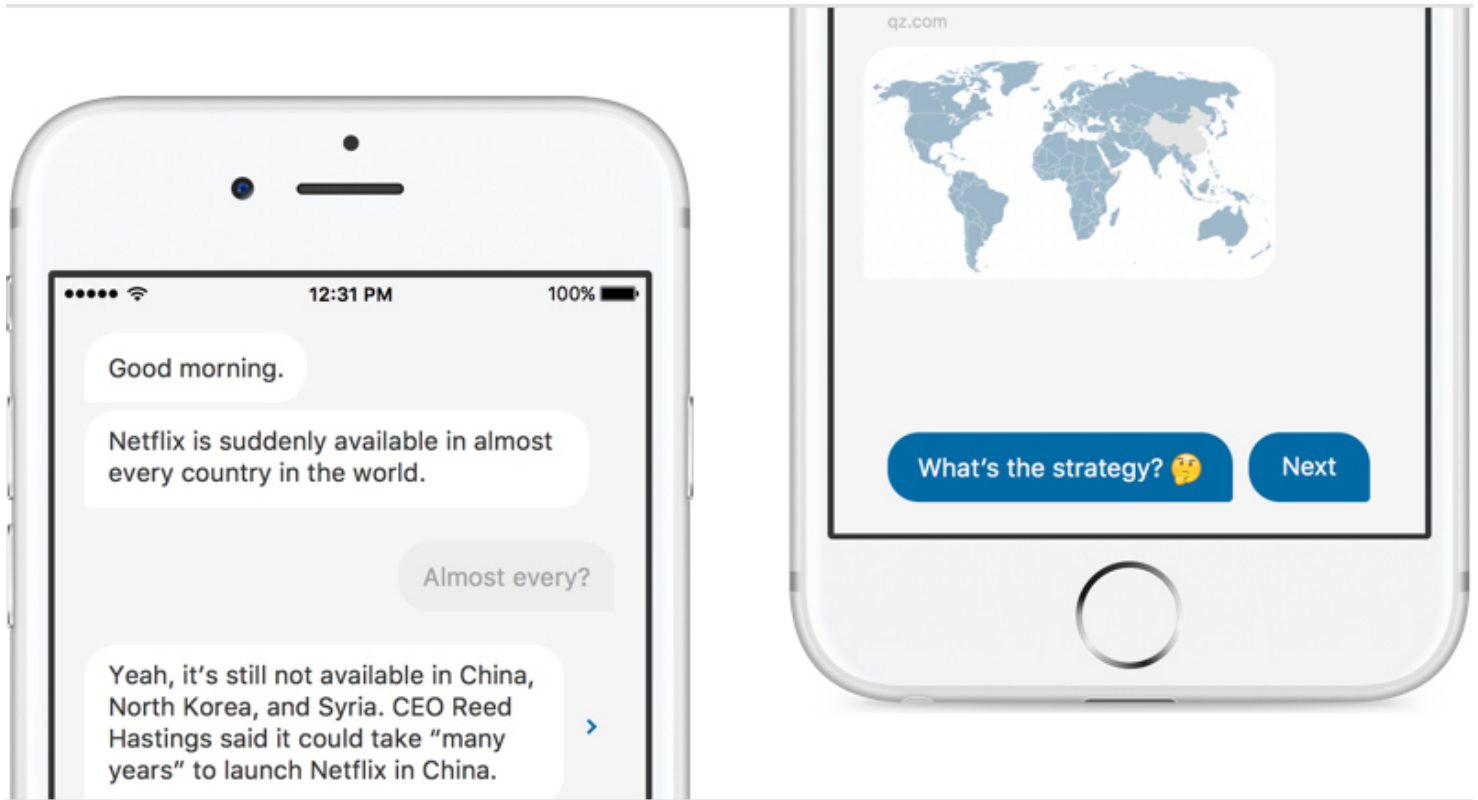 12:31 PM
100%
Good morning.
Netflix is suddenly available in almost
every country in the world.
Almost every?
Yeah, it’s still not available in China,
North Korea, and Syria. CEO Reed
Hastings said it could take “many
years” to launch Netflix in China.
qz.com
What’s the strategy? 🤔
Next